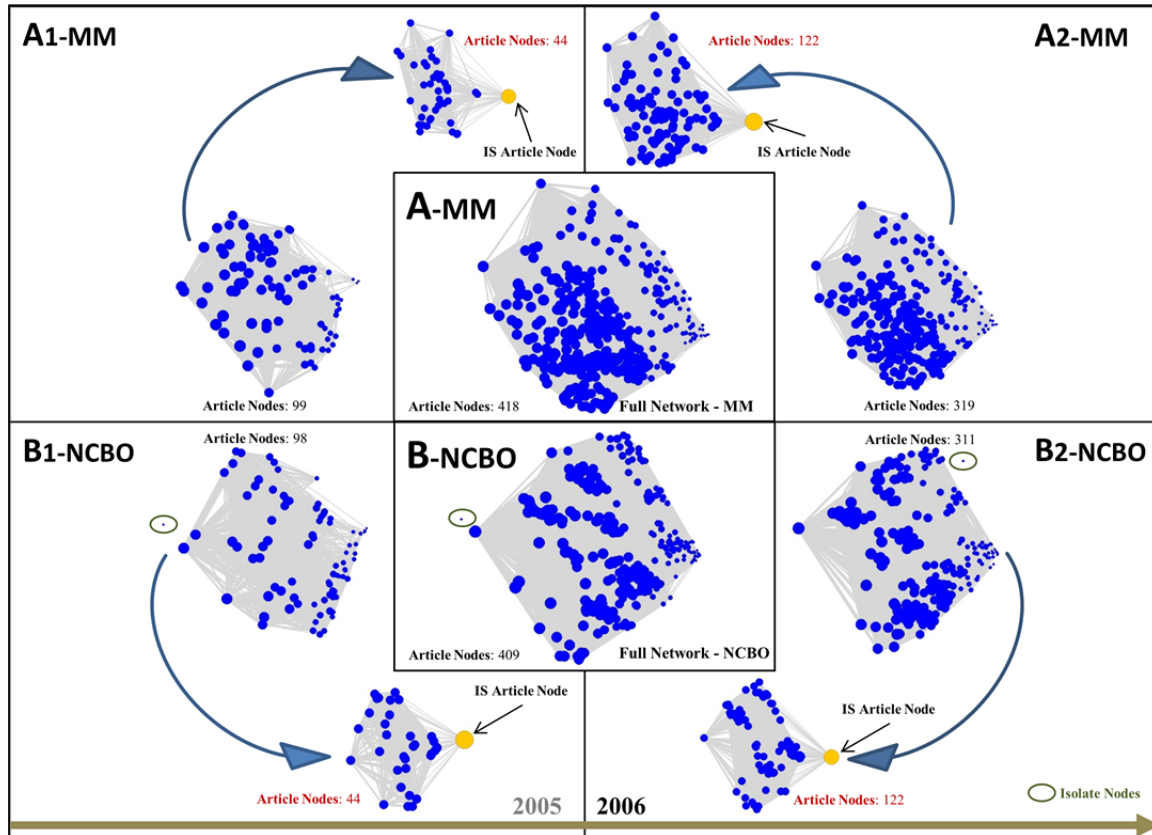 A1-MM
Article Nodes: 44
IS Article Node
Article Nodes: 99
Article Nodes: 122
A2-MM
IS Article Node
Article Nodes: 319
A-MM
Article Nodes: 418
Full Network - MM
B1-NCBO
Article Nodes: 98
B-NCBO
Article Nodes: 409
Full Network - NCBO
Article Nodes: 311
B2-NCBO
IS Article Node
Article Nodes: 44
IS Article Node
Article Nodes: 122
2005
2006
Isolate Nodes